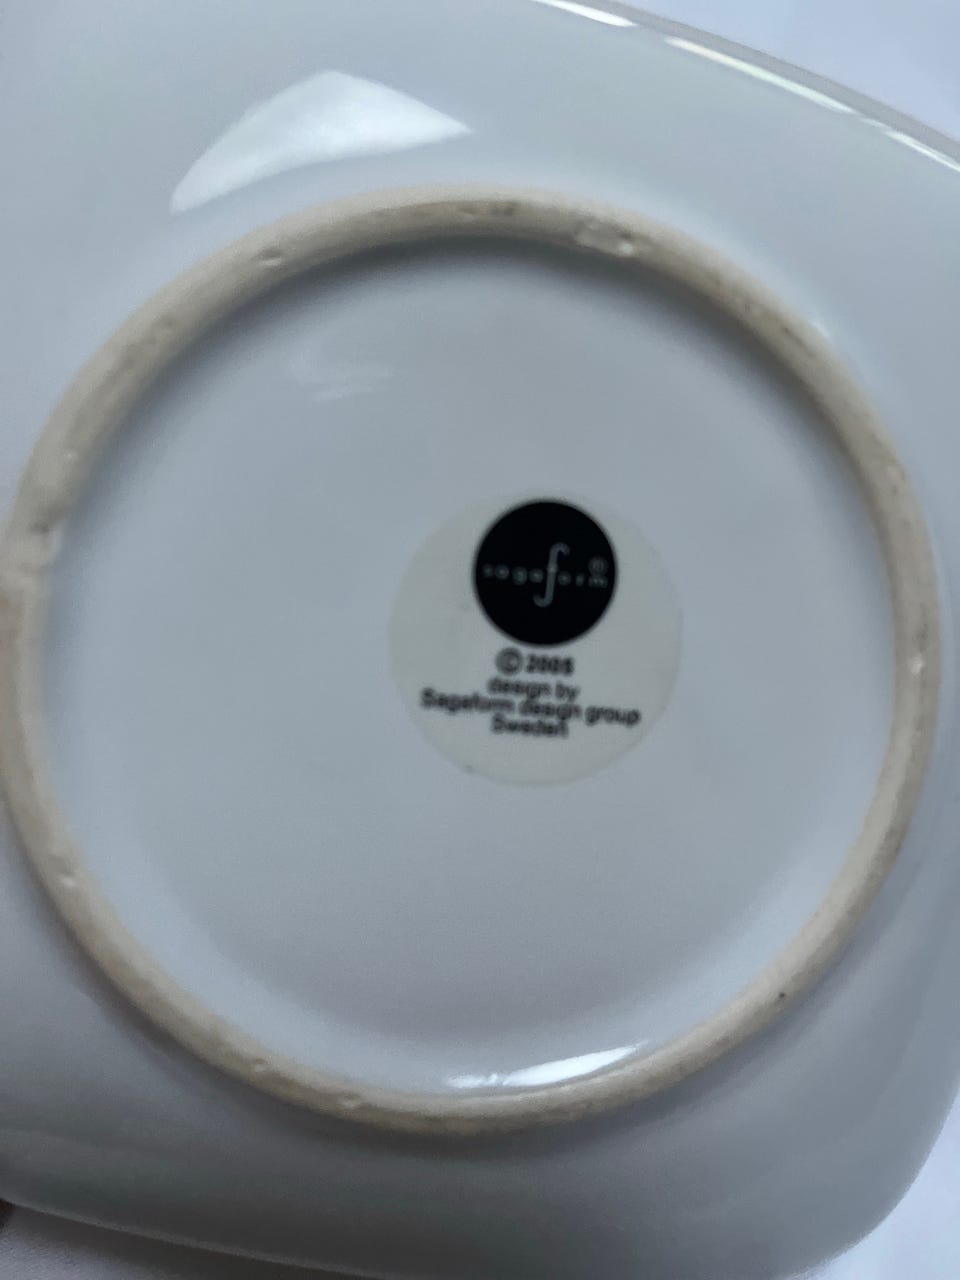 sagaform®
© 2005
design by
Sagaform design group
Sweden